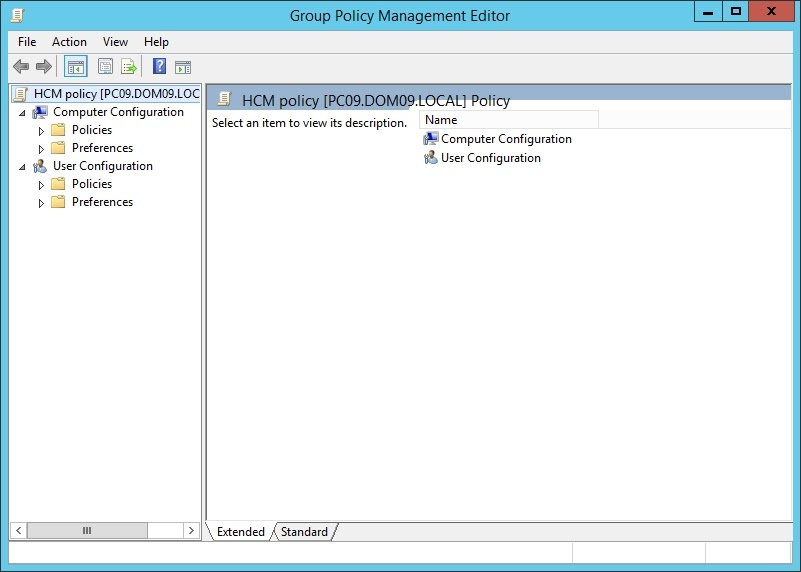 Group Policy Management Editor
File Action View Help
HCM policy [PC09.DOM09.LOC
Computer Configuration
Policies
Preferences
User Configuration
Policies
Preferences
HCM policy [PC09.DOM09.LOCAL] Policy
Select an item to view its description.
Name
Computer Configuration
User Configuration
Extended Standard